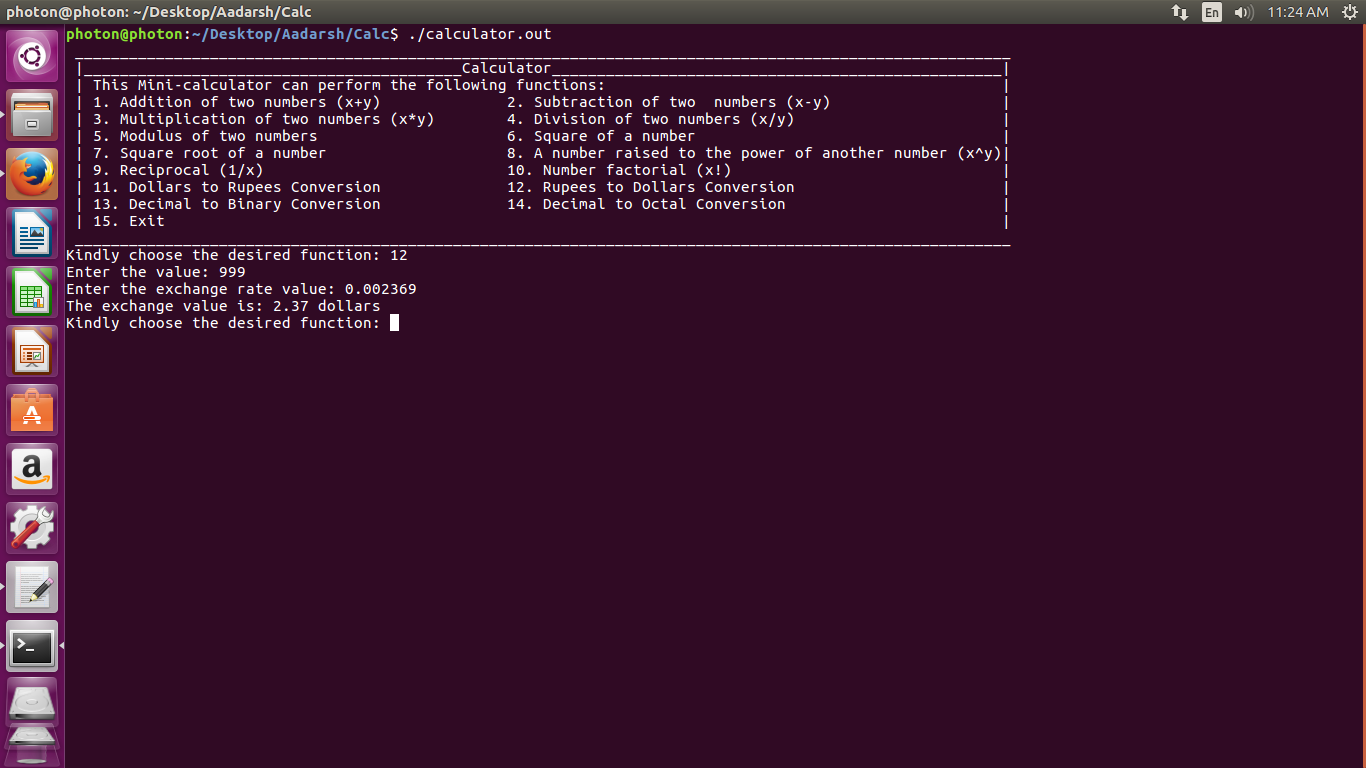 photon@photon: ~/Desktop/Aadarsh/Calc En 11:24 AM
photon@photon:~/Desktop/Aadarsh/Calc$ ./calculator.out
Calculator
This Mini-calculator can perform the following functions:
1. Addition of two numbers (x+y) 2. Subtraction of two  numbers (x-y)
3. Multiplication of two numbers (x*y) 4. Division of two numbers (x/y)
5. Modulus of two numbers 6. Square of a number
7. Square root of a number 8. A number raised to the power of another number (x^y)
9. Reciprocal (1/x) 10. Number factorial (x!)
11. Dollars to Rupees Conversion 12. Rupees to Dollars Conversion
13. Decimal to Binary Conversion 14. Decimal to Octal Conversion
15. Exit
Kindly choose the desired function: 12
Enter the value: 999
Enter the exchange rate value: 0.002369
The exchange value is: 2.37 dollars
Kindly choose the desired function: